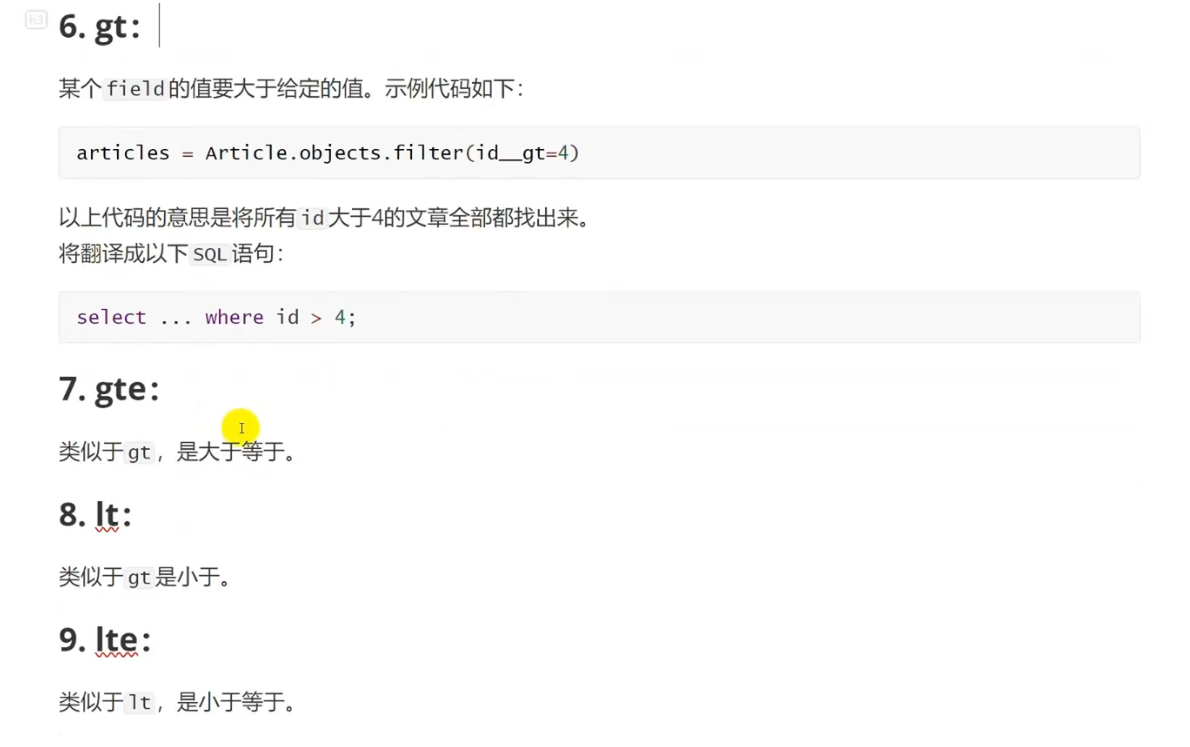 h3
6. gt：
某个field的值要大于给定的值。示例代码如下：
articles = Article.objects.filter(id__gt=4)
以上代码的意思是将所有id大于4的文章全部都找出来。
将翻译成以下SQL语句：
select ... where id > 4;
7. gte：
类似于gt，是大于等于。
8. lt：
类似于gt是小于。
9. lte：
类似于lt，是小于等于。